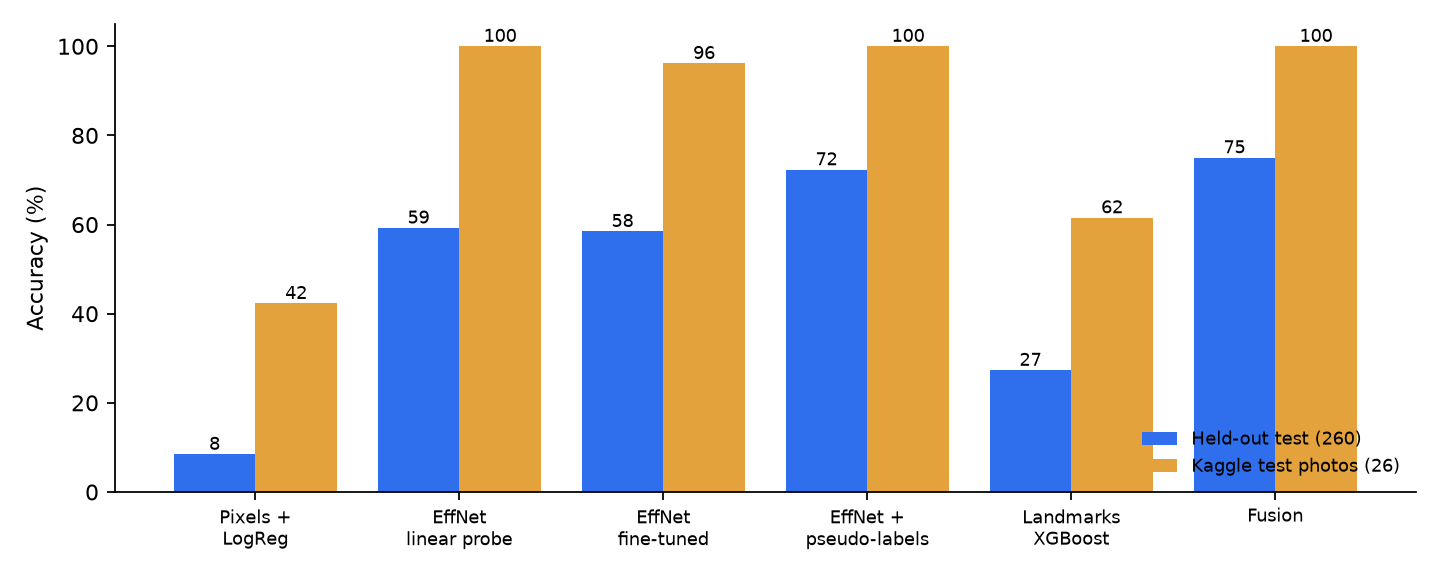 100
80
60
40
20
0
Accuracy (%)
8
42
59
100
58
96
72
100
27
62
75
100
Held-out test (260)
Kaggle test photos (26)
Pixels +
LogReg
EffNet
linear probe
EffNet
fine-tuned
EffNet +
pseudo-labels
Landmarks
XGBoost
Fusion